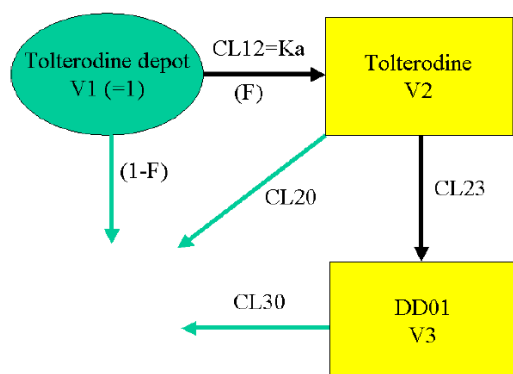 Tolterodine depot
V1 (=1)
CL12=Ka
(F)
Tolterodine
V2
(1-F)
CL20
CL23
CL30
DD01
V3